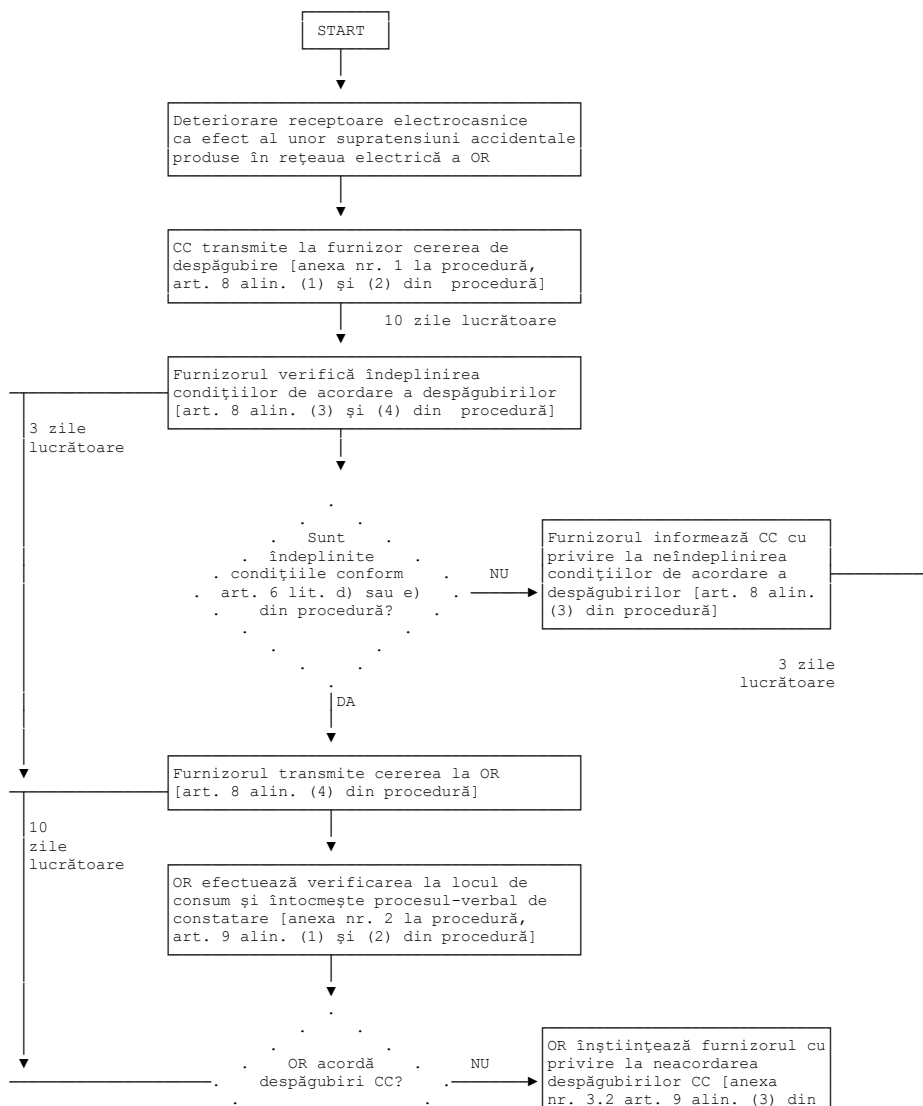 START
Deteriorare receptoare electrocasnice
ca efect al unor supratensiuni accidentale
produse în reţeaua electrică a OR
CC transmite la furnizor cererea de
despăgubire [anexa nr. 1 la procedură,
art. 8 alin. (1) şi (2) din  procedură]
10 zile lucrătoare
Furnizorul verifică îndeplinirea
condiţiilor de acordare a despăgubirilor
[art. 8 alin. (3) şi (4) din  procedură]
3 zile
lucrătoare
Sunt
îndeplinite
condiţiile conform
art. 6 lit. d) sau e)
din procedură?
NU
Furnizorul informează CC cu
privire la neîndeplinirea
condiţiilor de acordare a
despăgubirilor [art. 8 alin.
(3) din procedură]
3 zile
lucrătoare
DA
Furnizorul transmite cererea la OR
[art. 8 alin. (4) din procedură]
10
zile
lucrătoare
OR efectuează verificarea la locul de
consum şi întocmeşte procesul-verbal de
constatare [anexa nr. 2 la procedură,
art. 9 alin. (1) şi (2) din procedură]
OR acordă
despăgubiri CC?
NU
OR înştiinţează furnizorul cu
privire la neacordarea
despăgubirilor CC [anexa
nr. 3.2 art. 9 alin. (3) din